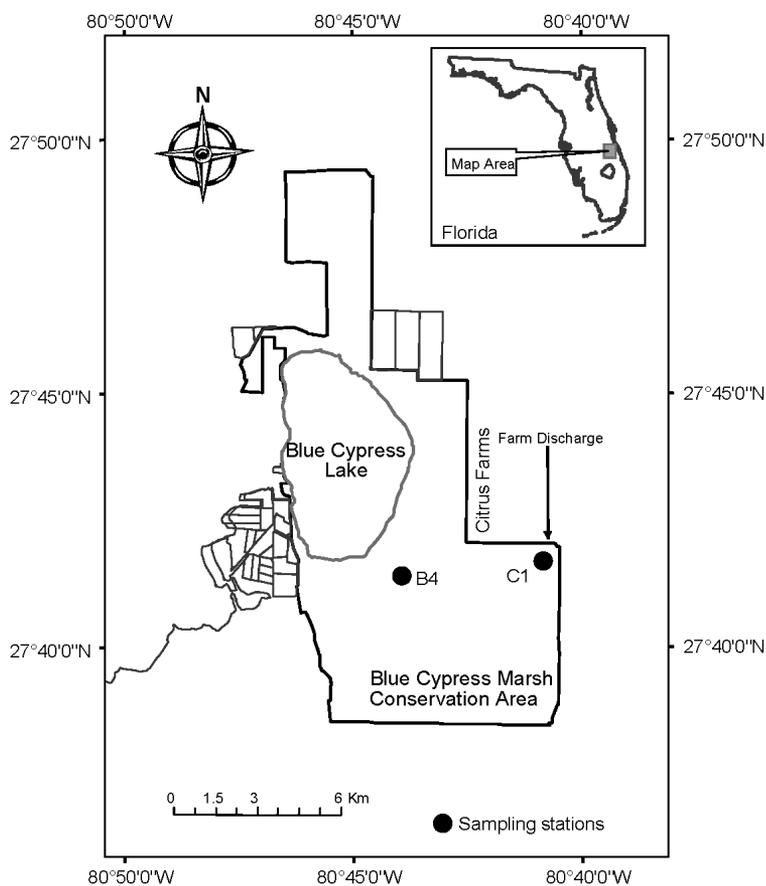 80°50'0"W 80°45'0"W 80°40'0"W
N
27°50'0"N 27°50'0"N
Map Area
Florida
27°45'0"N 27°45'0"N
Citrus Farms
Farm Discharge
Blue Cypress
Lake
B4
C1
27°40'0"N 27°40'0"N
Blue Cypress Marsh
Conservation Area
0 1.5 3 6 Km
Sampling stations
80°50'0"W 80°45'0"W 80°40'0"W